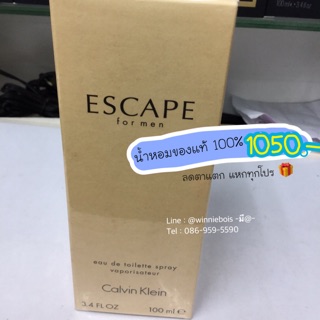 ESCAPE
for men
น้ำหอมของแท้ 100% 1050.-
ลดตาแตก แหกทุกโปร 🎁
Line : @winniebois -มี@-
Tel : 086-959-5590
eau de toilette spray
vaporisateur
Calvin Klein
3.4 FL OZ 100 ml e